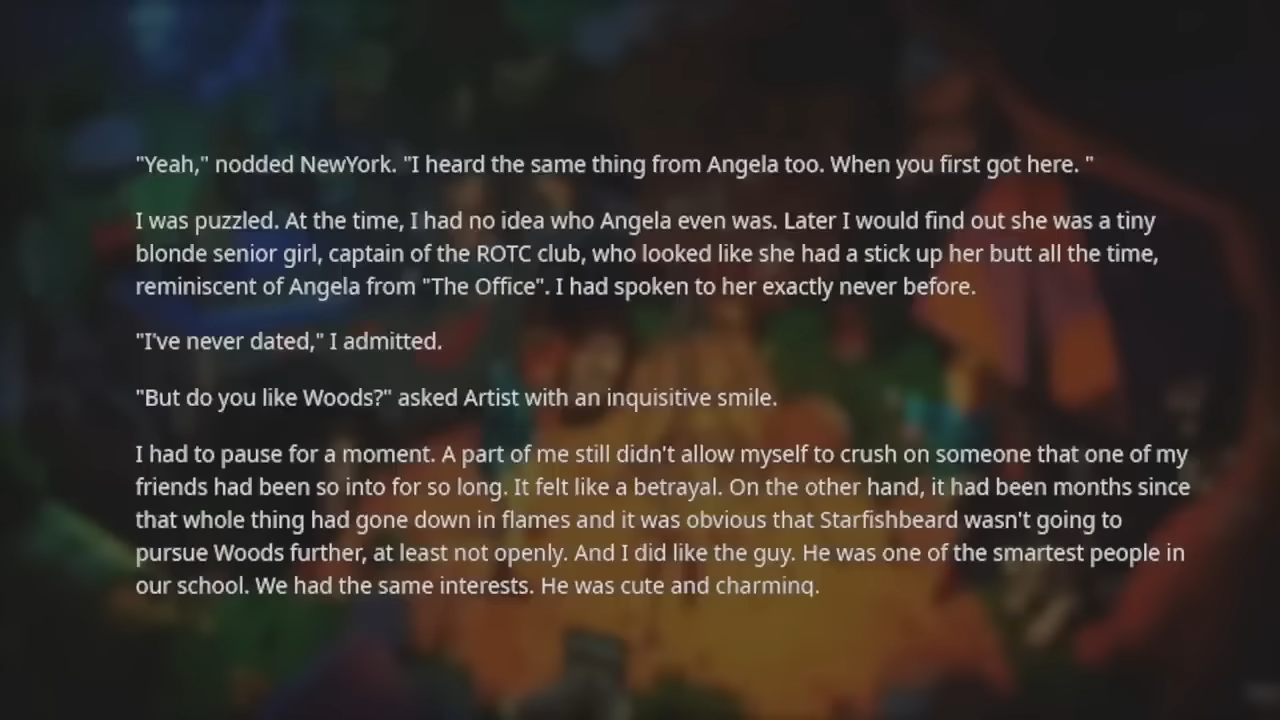 "Yeah," nodded NewYork. "I heard the same thing from Angela too. When you first got here. "
I was puzzled. At the time, I had no idea who Angela even was. Later I would find out she was a tiny
blonde senior girl, captain of the ROTC club, who looked like she had a stick up her butt all the time,
reminiscent of Angela from "The Office". I had spoken to her exactly never before.
"I've never dated," I admitted.
"But do you like Woods?" asked Artist with an inquisitive smile.
I had to pause for a moment. A part of me still didn't allow myself to crush on someone that one of my
friends had been so into for so long. It felt like a betrayal. On the other hand, it had been months since
that whole thing had gone down in flames and it was obvious that Starfishbeard wasn't going to
pursue Woods further, at least not openly. And I did like the guy. He was one of the smartest people in
our school. We had the same interests. He was cute and charming.